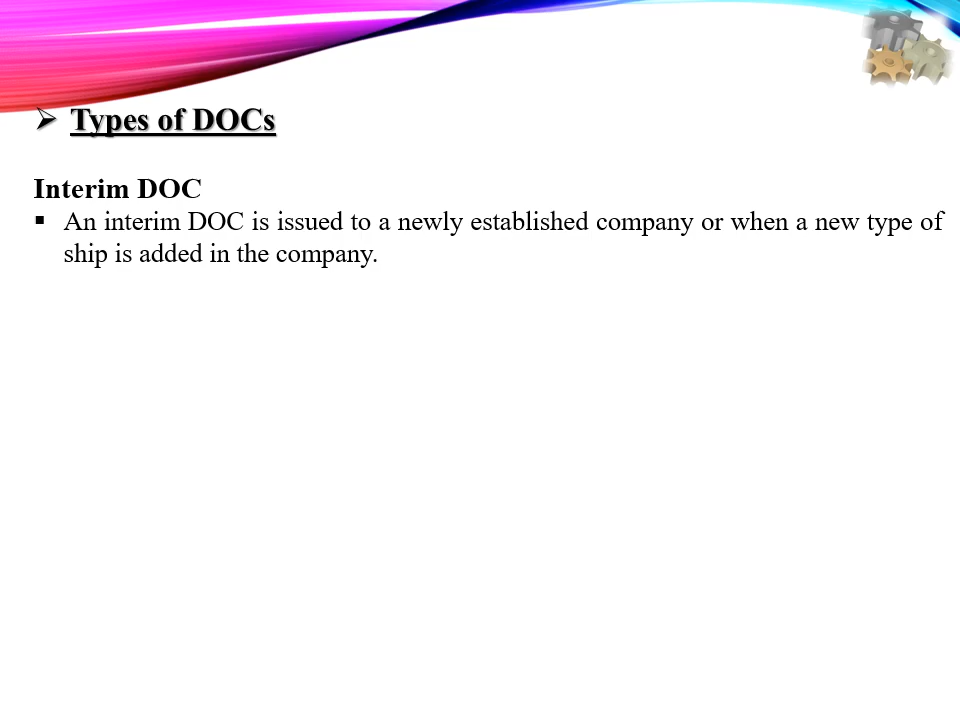 ➢ Types of DOCs
Interim DOC
▪ An interim DOC is issued to a newly established company or when a new type of
ship is added in the company.